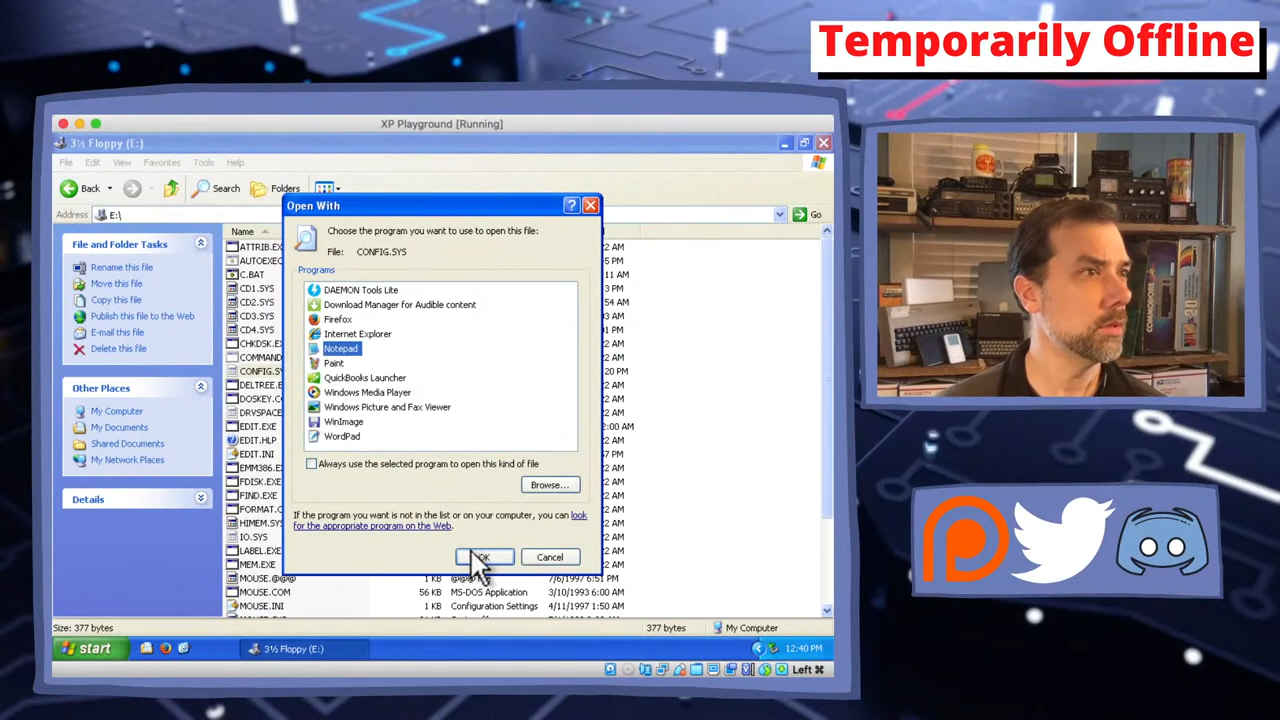 Temporarily Offline
XP Playground [Running]
3½ Floppy (E:)
File Edit View Favorites Tools Help
Back Search Folders
Address E:\ Go
File and Folder Tasks
Rename this file
Move this file
Copy this file
Publish this file to the Web
E-mail this file
Delete this file
Other Places
My Computer
My Documents
Shared Documents
My Network Places
Details
Name
ATTRIB.EX
AUTOEXEC
C.BAT
CD1.SYS
CD2.SYS
CD3.SYS
CD4.SYS
CHKDSK.E
COMMAND
CONFIG.S
DELTREE.
DOSKEY.C
DRVSPACE
EDIT.EXE
EDIT.HLP
EDIT.INI
EMM386.E
FDISK.EXE
FIND.EXE
FORMAT.C
HIMEM.SY
IO.SYS
LABEL.EXE
MEM.EXE
MOUSE.@@@ 1 KB @@@ 7/6/1997 6:51 PM
MOUSE.COM 56 KB MS-DOS Application 3/10/1993 6:00 AM
MOUSE.INI 1 KB Configuration Settings 4/11/1997 1:50 AM
Open With
Choose the program you want to use to open this file:
File: CONFIG.SYS
Programs
DAEMON Tools Lite
Download Manager for Audible content
Firefox
Internet Explorer
Notepad
Paint
QuickBooks Launcher
Windows Media Player
Windows Picture and Fax Viewer
WinImage
WordPad
Always use the selected program to open this kind of file
Browse...
If the program you want is not in the list or on your computer, you can look
for the appropriate program on the Web.
OK Cancel
Size: 377 bytes 377 bytes My Computer
start 3½ Floppy (E:) 12:40 PM
Left ⌘
COMMODORE
PRIORITY